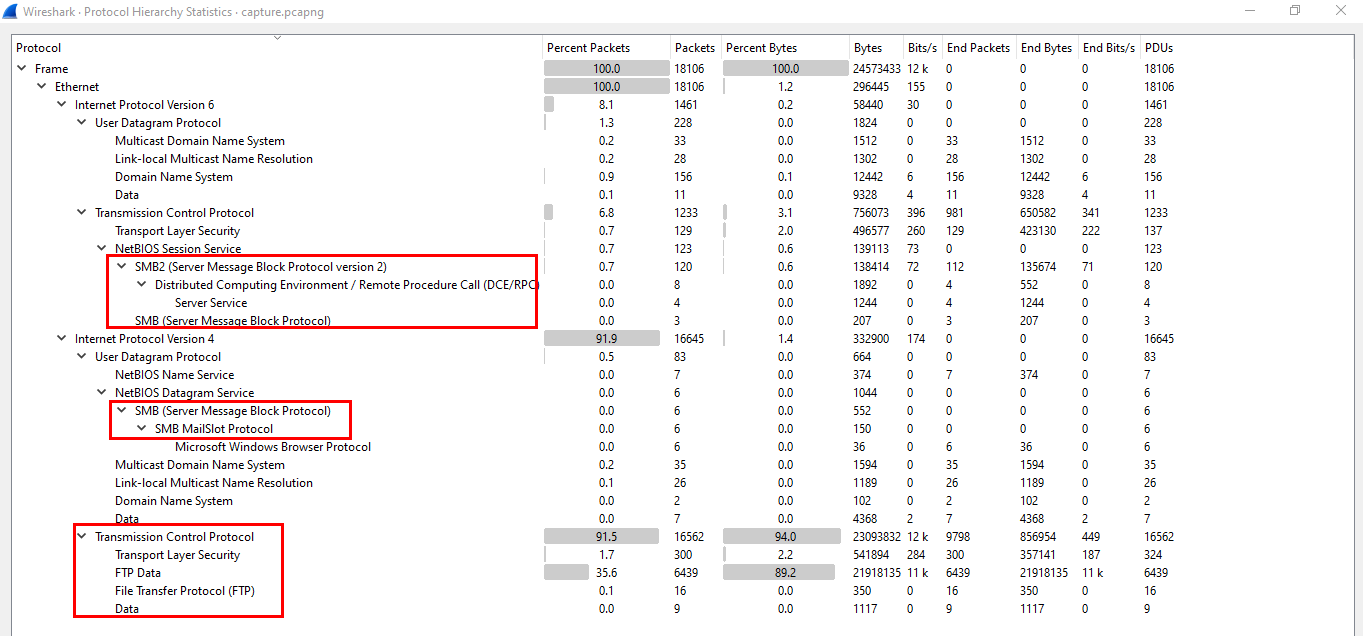 Wireshark · Protocol Hierarchy Statistics · capture.pcapng
Protocol Percent Packets Packets Percent Bytes Bytes Bits/s End Packets End Bytes End Bits/s PDUs
Frame 100.0 18106 100.0 24573433 12 k 0 0 0 18106
Ethernet 100.0 18106 1.2 296445 155 0 0 0 18106
Internet Protocol Version 6 8.1 1461 0.2 58440 30 0 0 0 1461
User Datagram Protocol 1.3 228 0.0 1824 0 0 0 0 228
Multicast Domain Name System 0.2 33 0.0 1512 0 33 1512 0 33
Link-local Multicast Name Resolution 0.2 28 0.0 1302 0 28 1302 0 28
Domain Name System 0.9 156 0.1 12442 6 156 12442 6 156
Data 0.1 11 0.0 9328 4 11 9328 4 11
Transmission Control Protocol 6.8 1233 3.1 756073 396 981 650582 341 1233
Transport Layer Security 0.7 129 2.0 496577 260 129 423130 222 137
NetBIOS Session Service 0.7 123 0.6 139113 73 0 0 0 123
SMB2 (Server Message Block Protocol version 2) 0.7 120 0.6 138414 72 112 135674 71 120
Distributed Computing Environment / Remote Procedure Call (DCE/RPC) 0.0 8 0.0 1892 0 4 552 0 8
Server Service 0.0 4 0.0 1244 0 4 1244 0 4
SMB (Server Message Block Protocol) 0.0 3 0.0 207 0 3 207 0 3
Internet Protocol Version 4 91.9 16645 1.4 332900 174 0 0 0 16645
User Datagram Protocol 0.5 83 0.0 664 0 0 0 0 83
NetBIOS Name Service 0.0 7 0.0 374 0 7 374 0 7
NetBIOS Datagram Service 0.0 6 0.0 1044 0 0 0 0 6
SMB (Server Message Block Protocol) 0.0 6 0.0 552 0 0 0 0 6
SMB MailSlot Protocol 0.0 6 0.0 150 0 0 0 0 6
Microsoft Windows Browser Protocol 0.0 6 0.0 36 0 6 36 0 6
Multicast Domain Name System 0.2 35 0.0 1594 0 35 1594 0 35
Link-local Multicast Name Resolution 0.1 26 0.0 1189 0 26 1189 0 26
Domain Name System 0.0 2 0.0 102 0 2 102 0 2
Data 0.0 7 0.0 4368 2 7 4368 2 7
Transmission Control Protocol 91.5 16562 94.0 23093832 12 k 9798 856954 449 16562
Transport Layer Security 1.7 300 2.2 541894 284 300 357141 187 324
FTP Data 35.6 6439 89.2 21918135 11 k 6439 21918135 11 k 6439
File Transfer Protocol (FTP) 0.1 16 0.0 350 0 16 350 0 16
Data 0.0 9 0.0 1117 0 9 1117 0 9